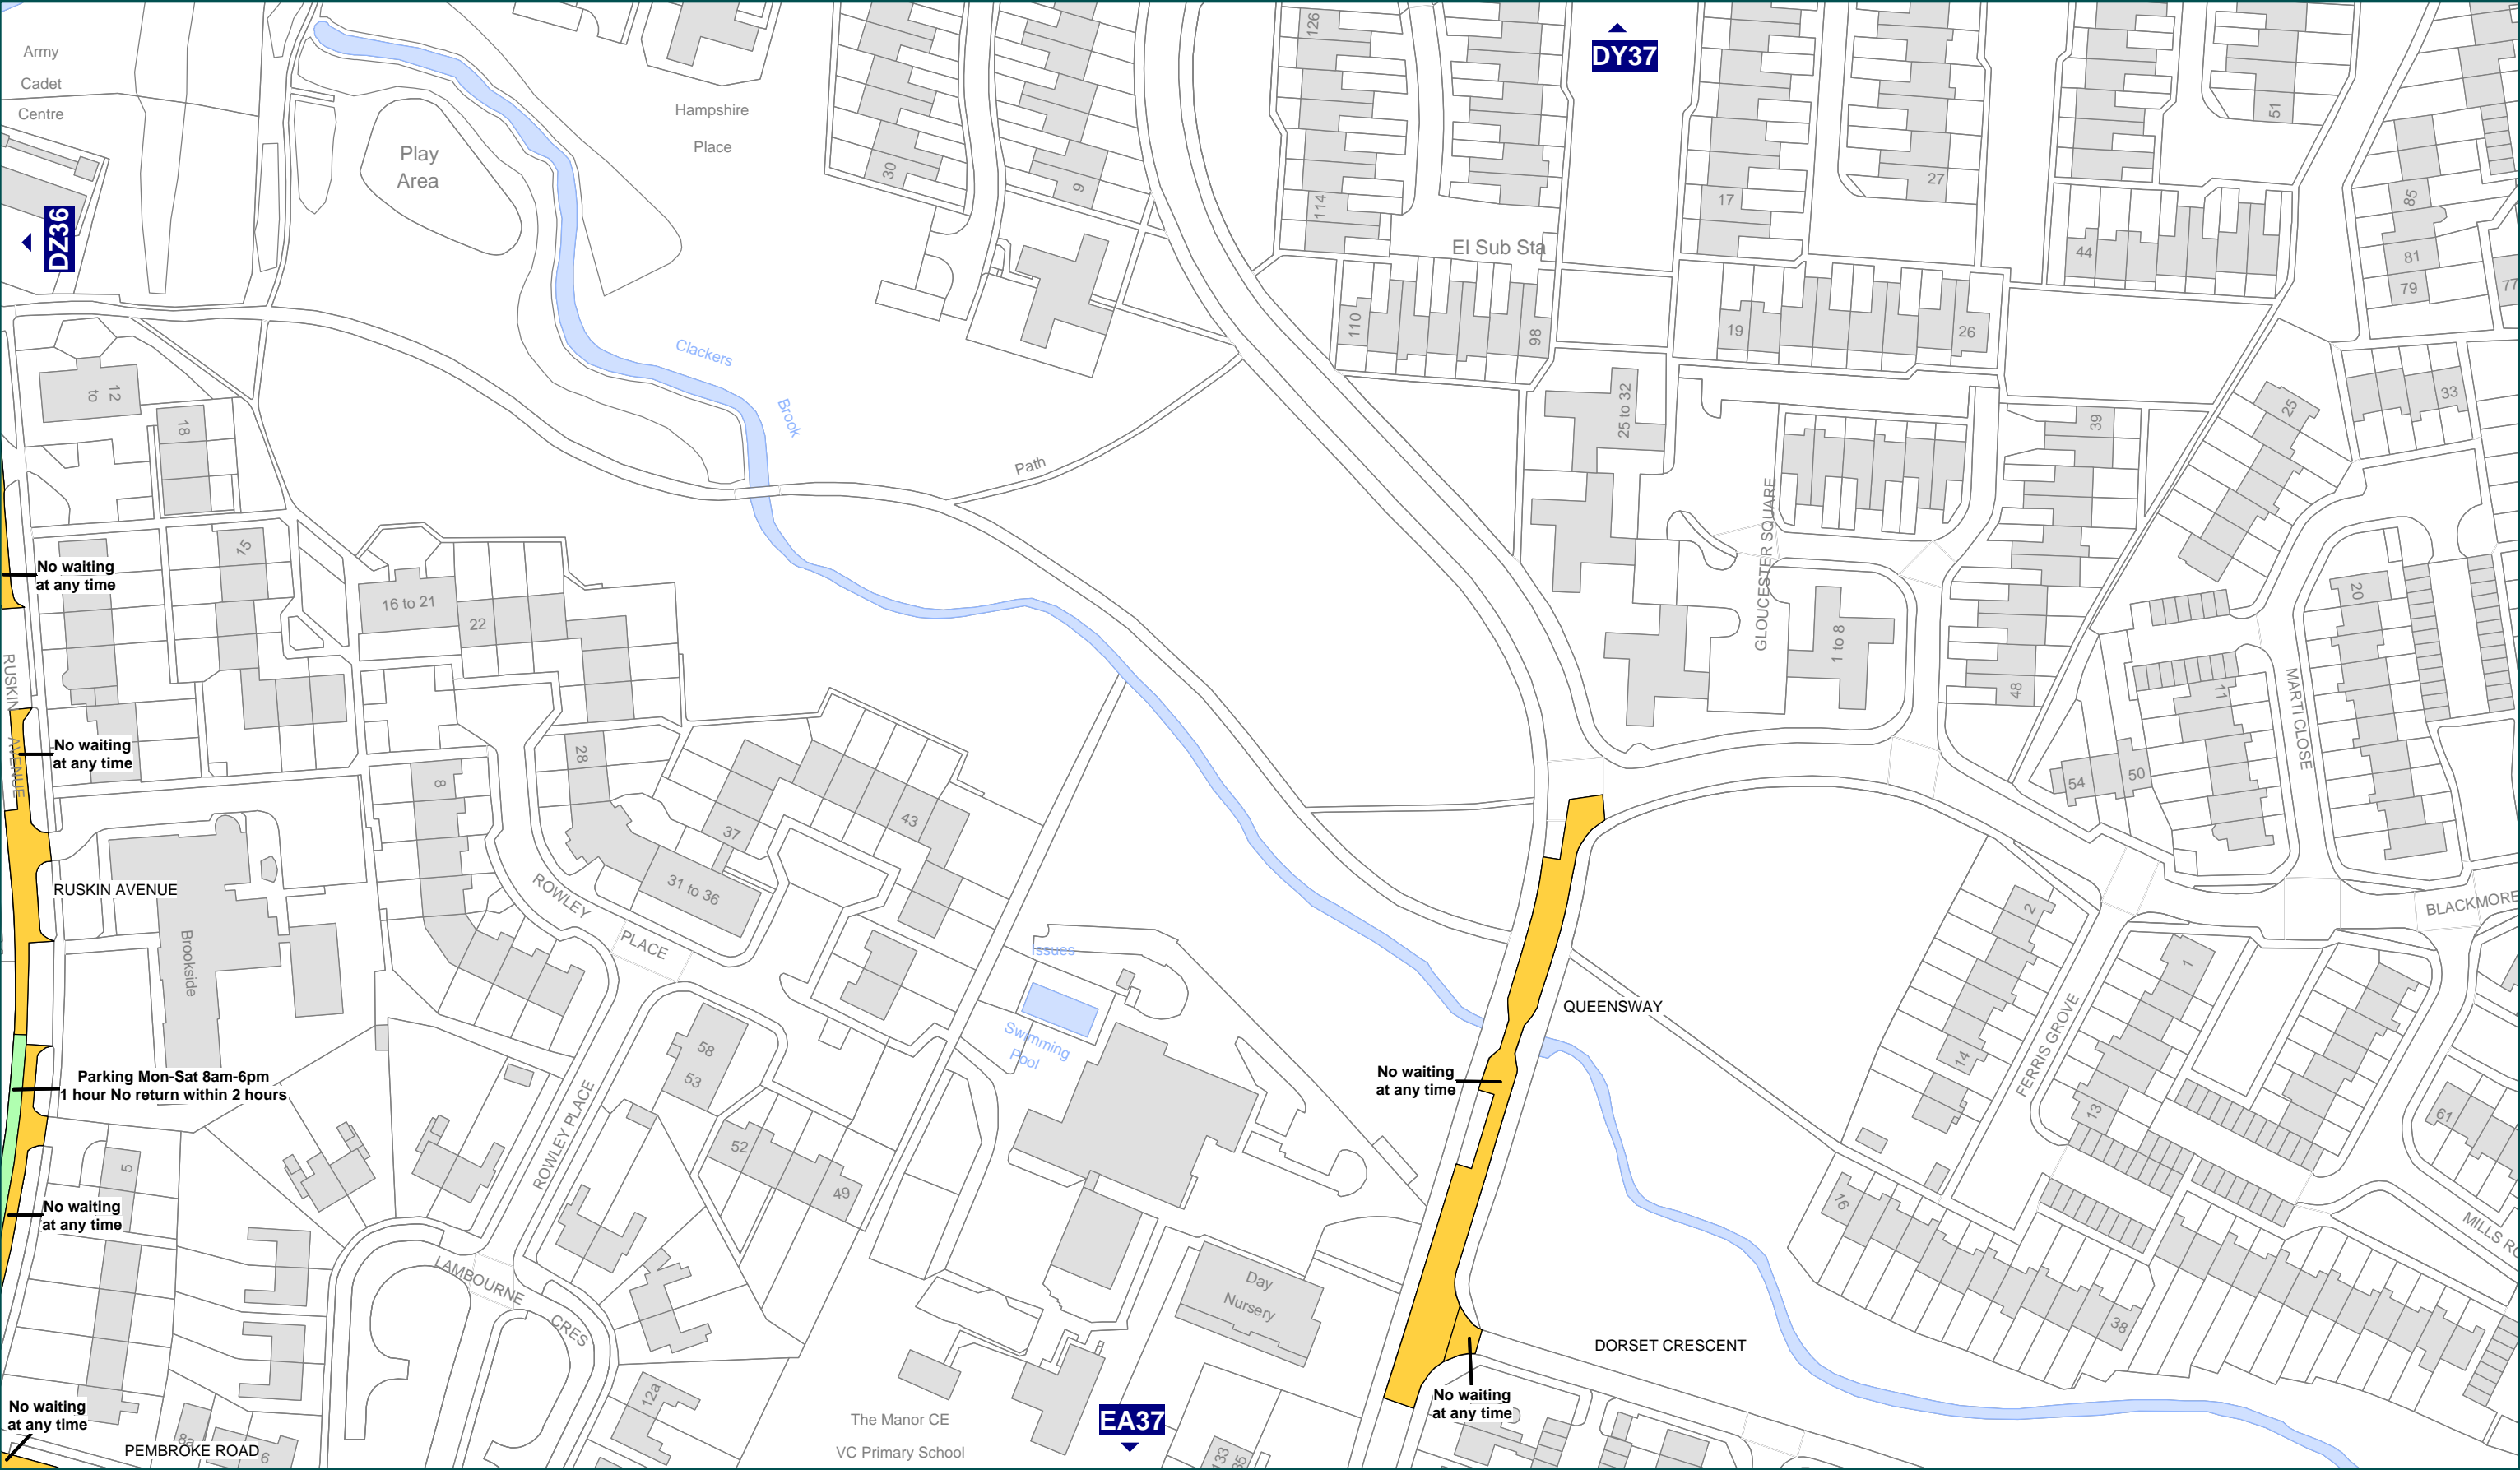 Army
Cadet
Centre
DZ36
Play
Area
Hampshire
Place
30
9
126
114
DY37
17
27
51
85
81
79
77
44
El Sub Sta
110
98
19
26
Clackers
Brook
Path
12
to
18
15
16 to 21
22
25 to 32
GLOUCESTER SQUARE
1 to 8
39
48
25
33
20
11
MARTI CLOSE
54
50
No waiting
at any time
RUSKIN
AVENUE
No waiting
at any time
RUSKIN AVENUE
Brookside
8
28
37
43
31 to 36
ROWLEY
PLACE
Issues
Swimming
Pool
QUEENSWAY
No waiting
at any time
2
14
FERRIS GROVE
1
13
BLACKMORE
61
MILLS RO
16
38
Parking Mon-Sat 8am-6pm
1 hour No return within 2 hours
58
53
ROWLEY PLACE
52
49
5
No waiting
at any time
LAMBOURNE
CRES
Day
Nursery
DORSET CRESCENT
No waiting
at any time
12a
The Manor CE
VC Primary School
EA37
133
No waiting
at any time
8a
6
PEMBROKE ROAD